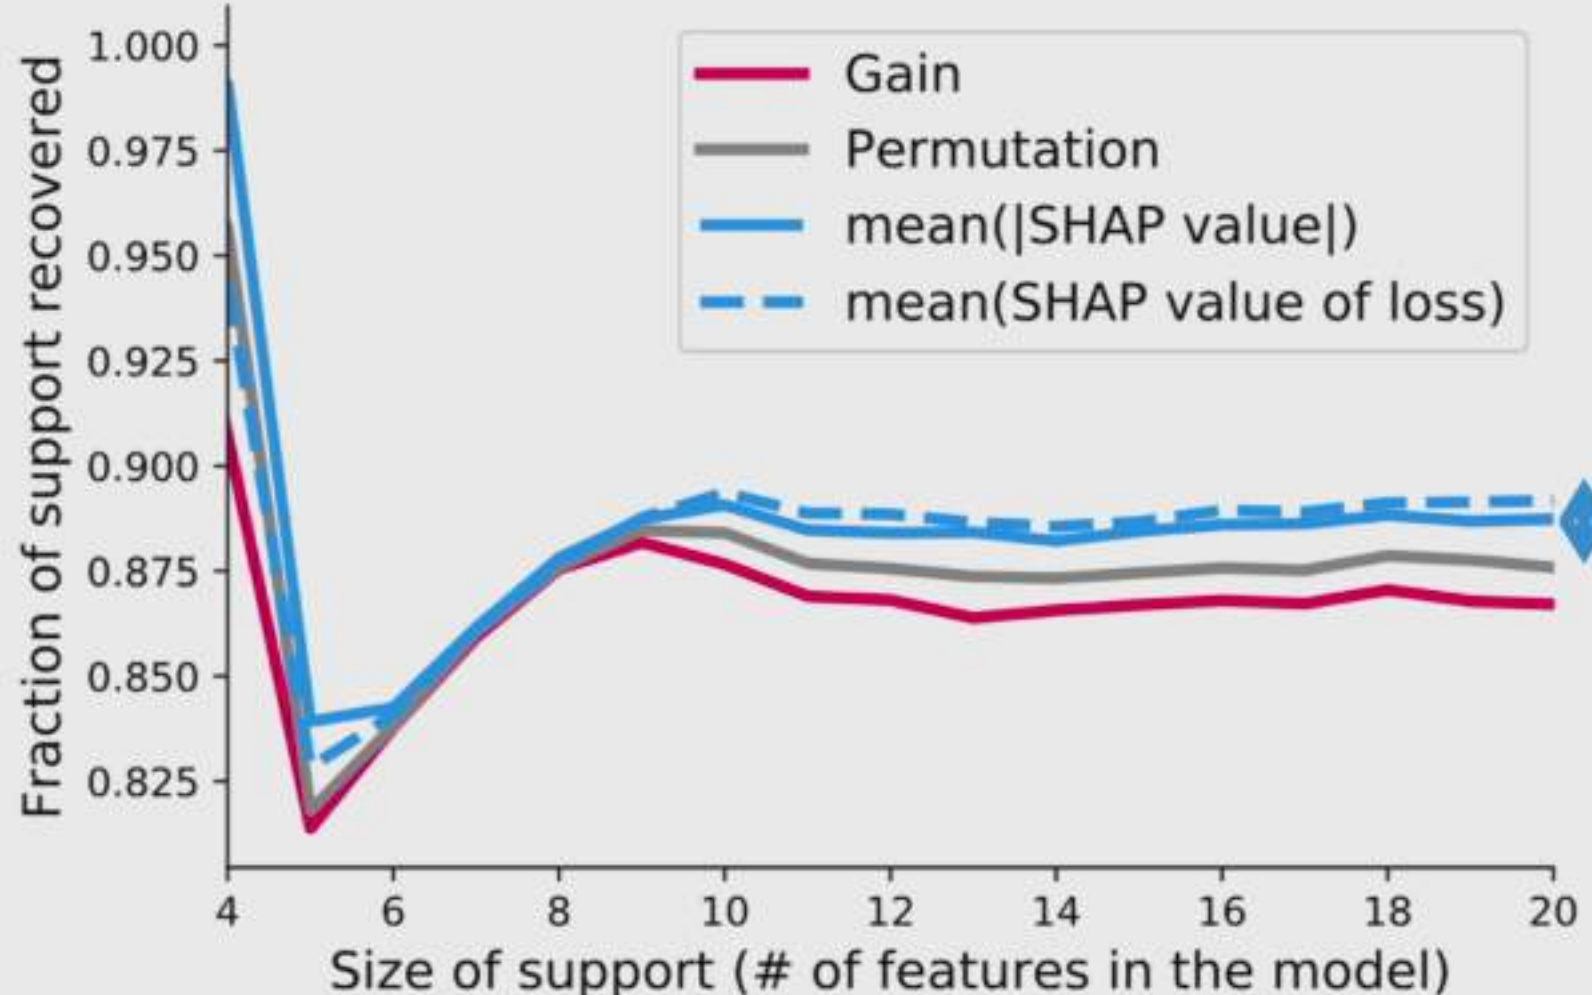 Fraction of support recovered
1.000
0.975
0.950
0.925
0.900
0.875
0.850
0.825
Gain
Permutation
mean(|SHAP value|)
mean(SHAP value of loss)
4 6 8 10 12 14 16 18 20
Size of support (# of features in the model)